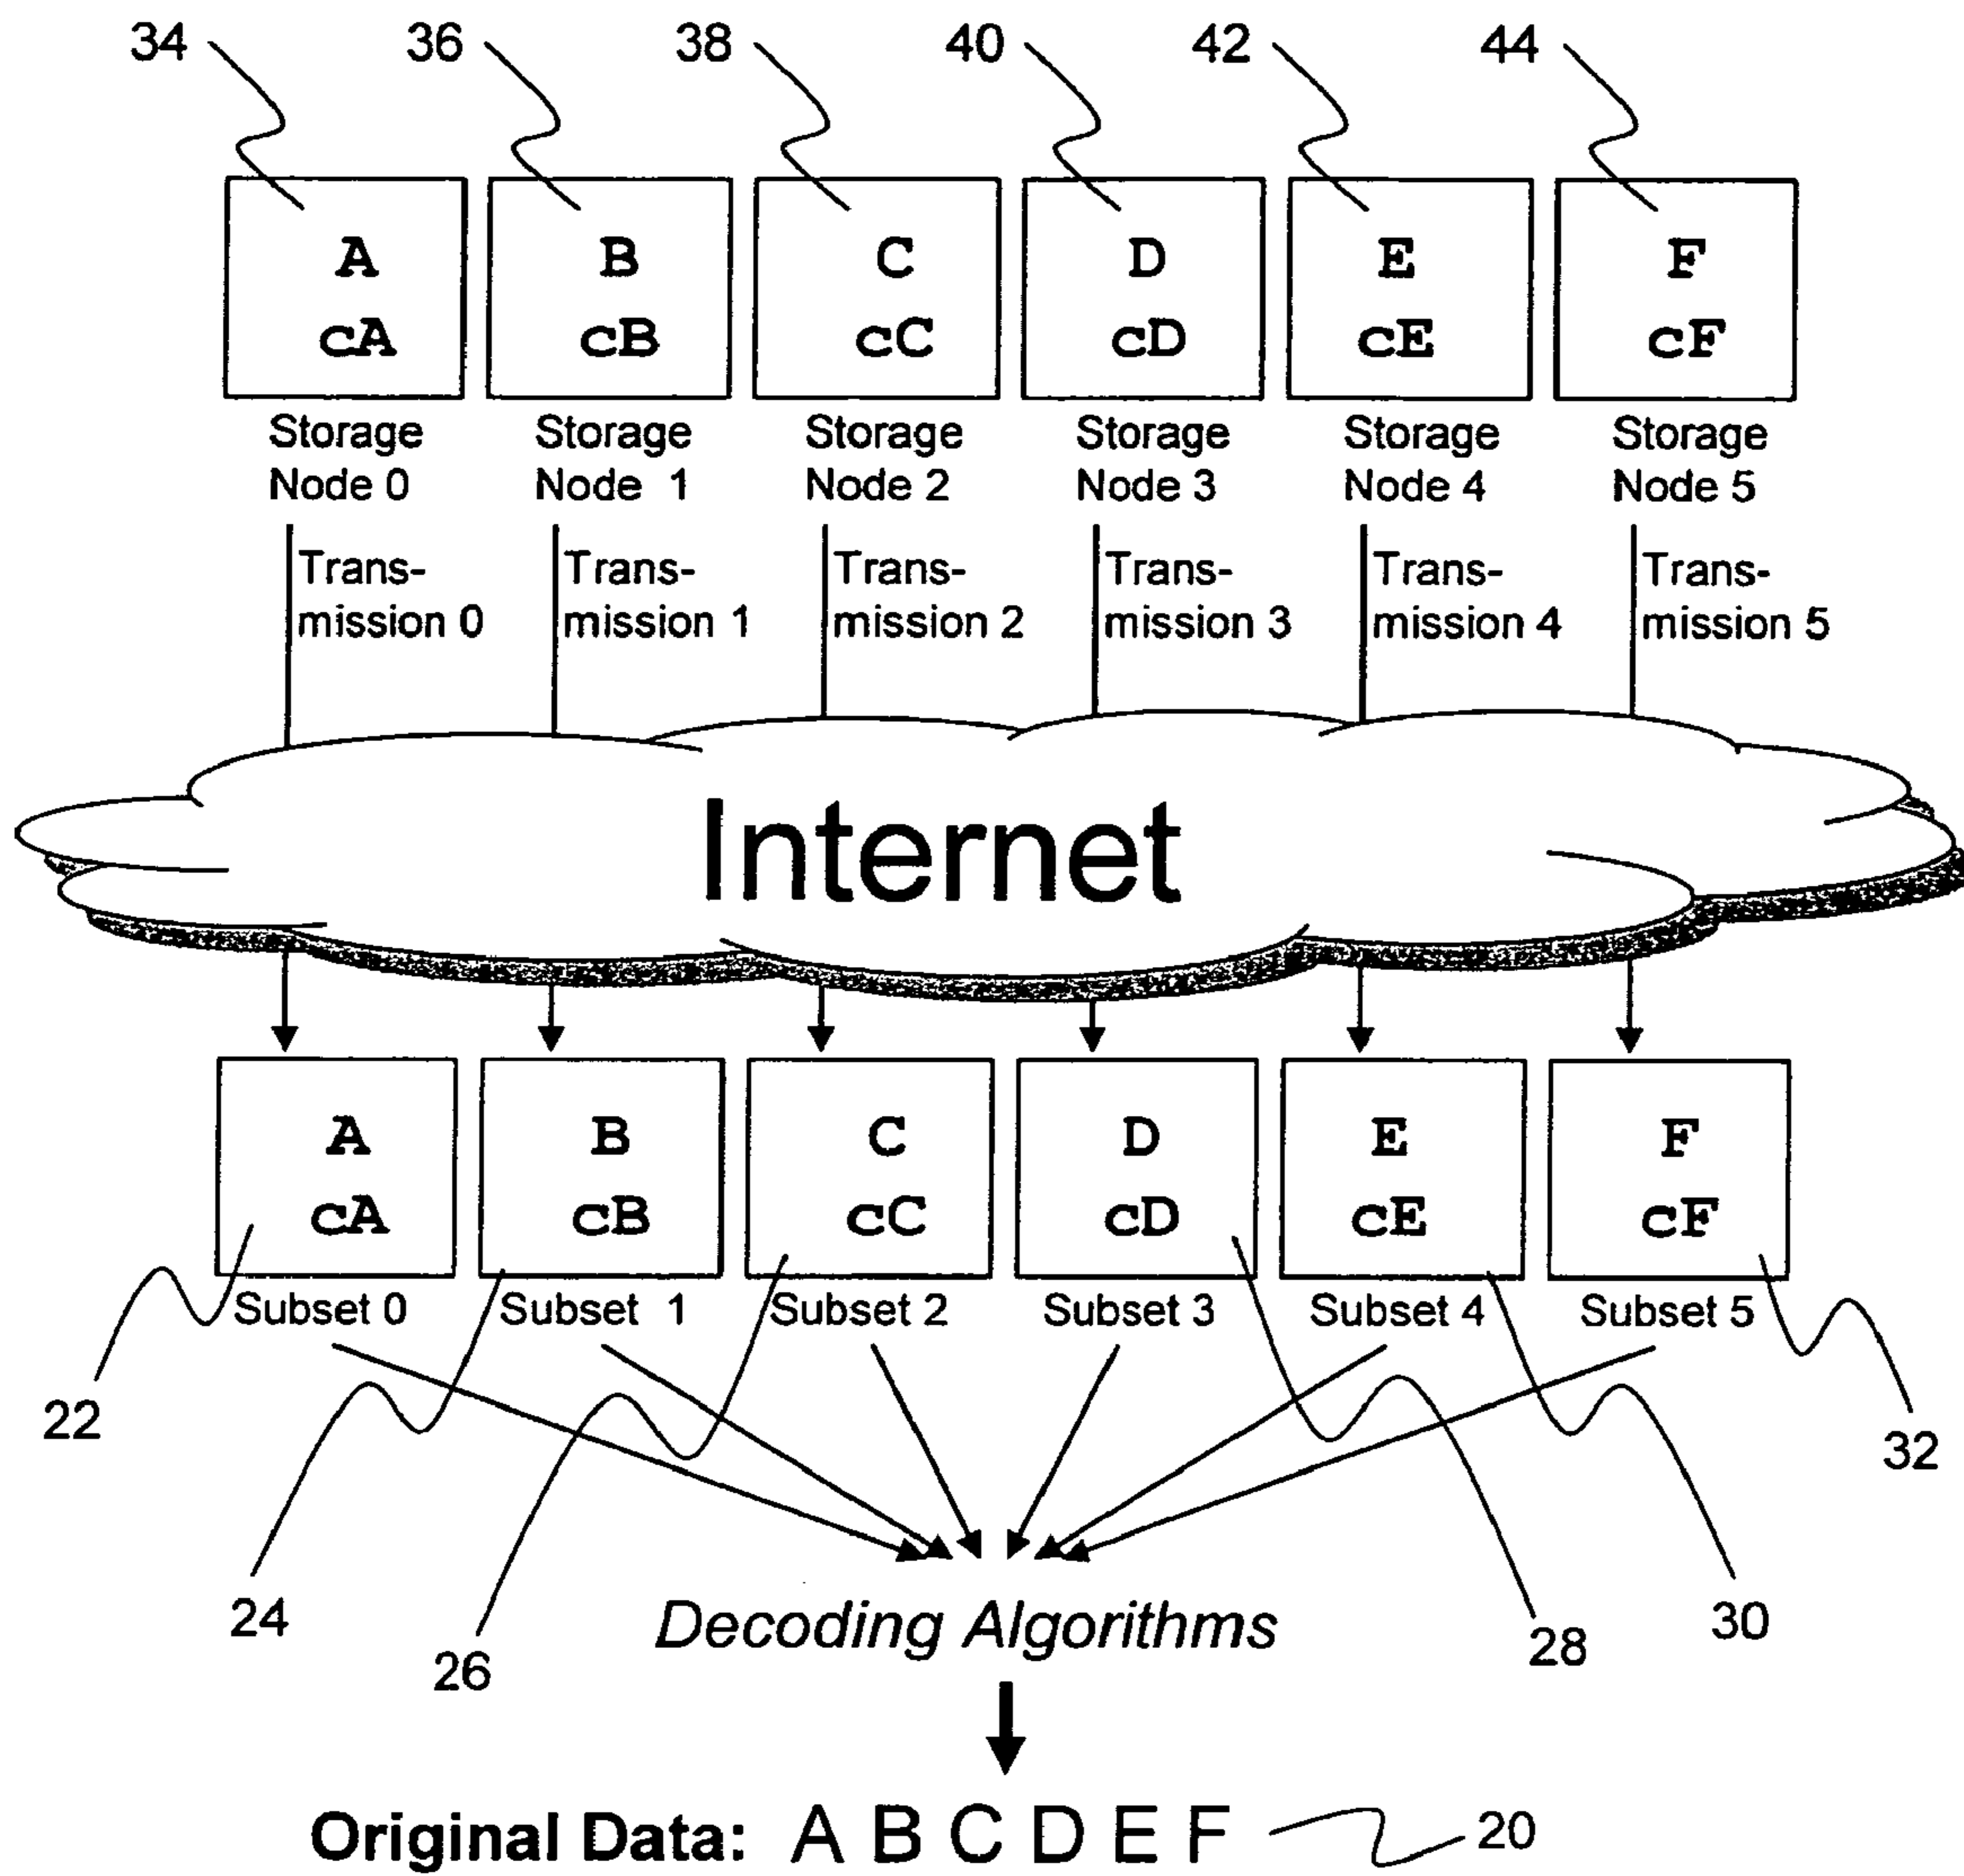 34 36 38 40 42 44
A B C D E F
cA cB cC cD cE cF
Storage Storage Storage Storage Storage Storage
Node 0 Node 1 Node 2 Node 3 Node 4 Node 5
Trans- Trans- Trans- Trans- Trans- Trans-
mission 0 mission 1 mission 2 mission 3 mission 4 mission 5
Internet
A B C D E F
cA cB cC cD cE cF
Subset 0 Subset 1 Subset 2 Subset 3 Subset 4 Subset 5
22 32
24 30
28
26
Decoding Algorithms
Original Data: A B C D E F 20